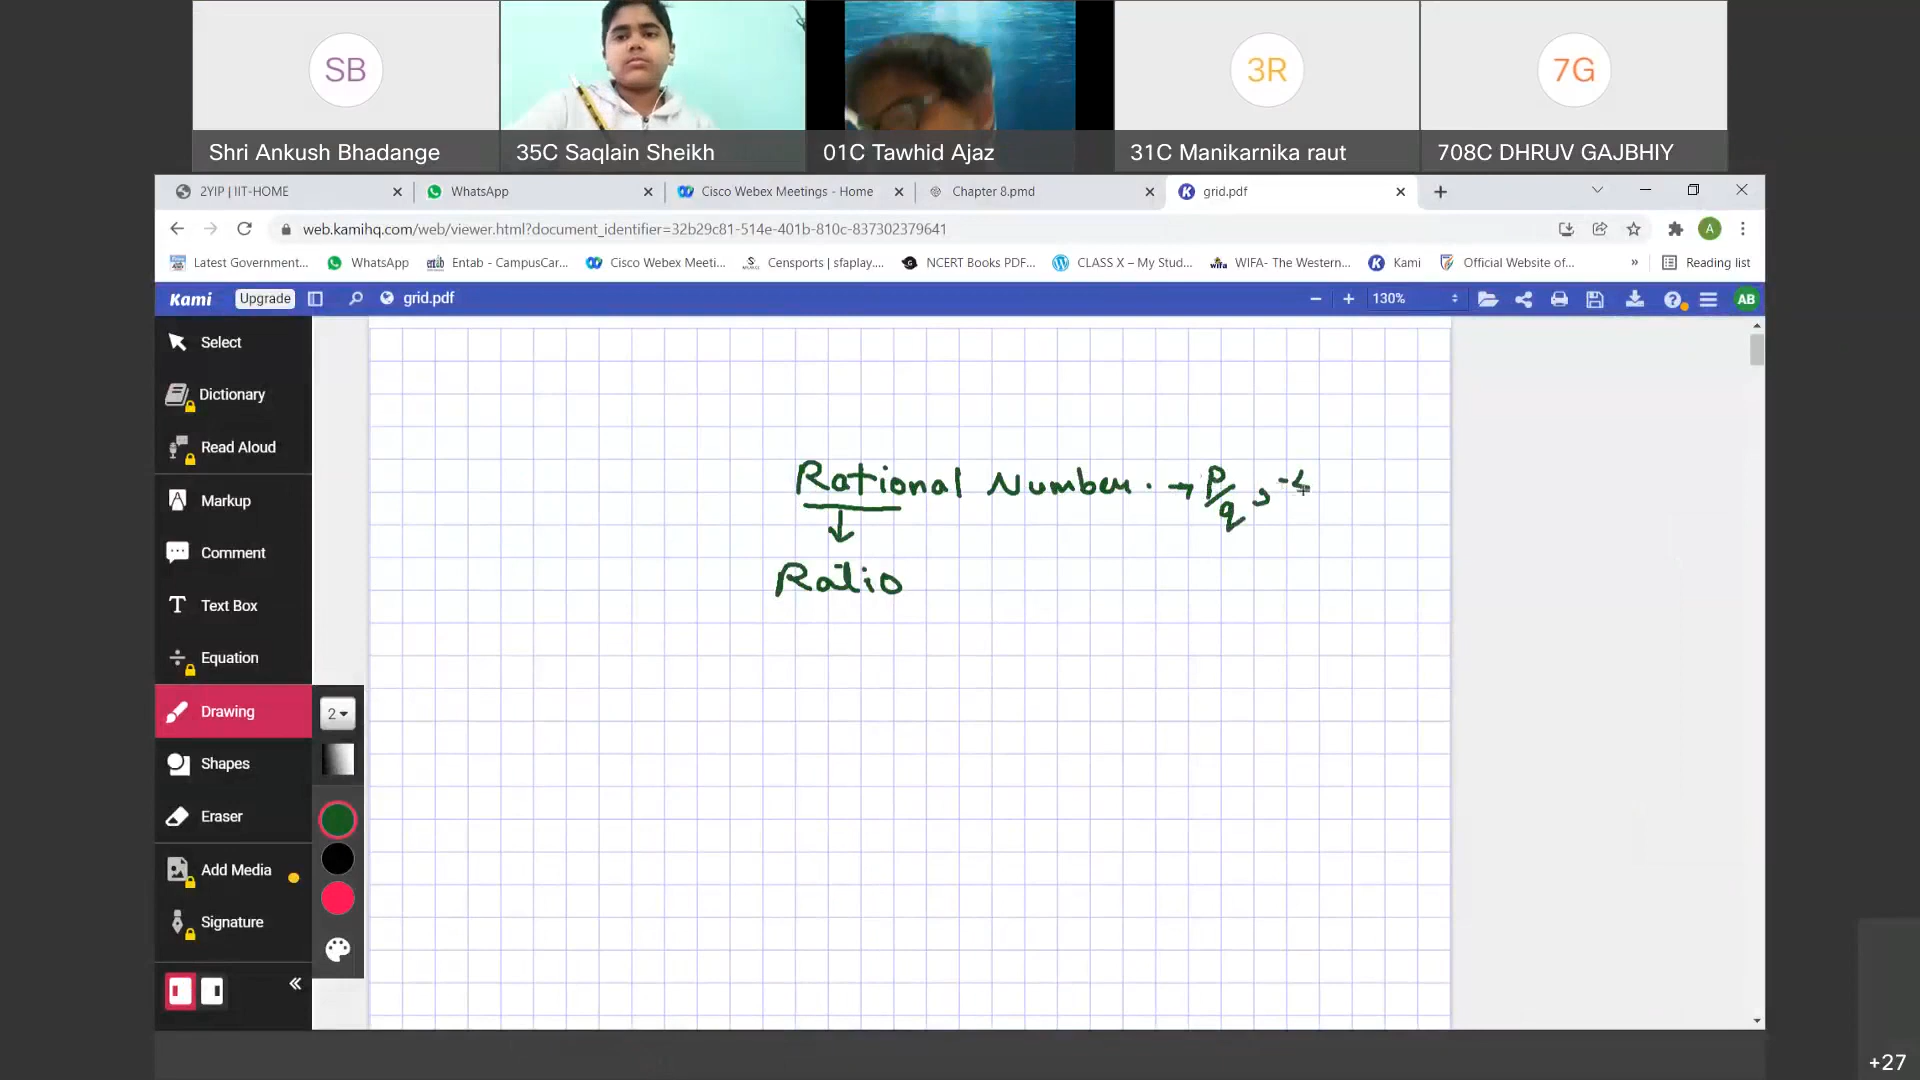 SB
3R
7G
Shri Ankush Bhadange
35C Saqlain Sheikh
01C Tawhid Ajaz
31C Manikarnika raut
708C DHRUV GAJBHIY
2YIP | IIT-HOME
WhatsApp
Cisco Webex Meetings - Home
Chapter 8.pmd
grid.pdf
web.kamihq.com/web/viewer.html?document_identifier=32b29c81-514e-401b-810c-837302379641
A
Latest Government...
WhatsApp
Entab - CampusCar...
Cisco Webex Meeti...
Censports | sfaplay....
NCERT Books PDF...
CLASS X – My Stud...
WIFA- The Western...
Kami
Official Website of...
»
Reading list
Kami
Upgrade
grid.pdf
130%
AB
Select
Dictionary
Read Aloud
Markup
Comment
Text Box
Equation
Drawing
2
Shapes
Eraser
Add Media
Signature
Rational Number. → p/q ,
↓
Ratio
+27